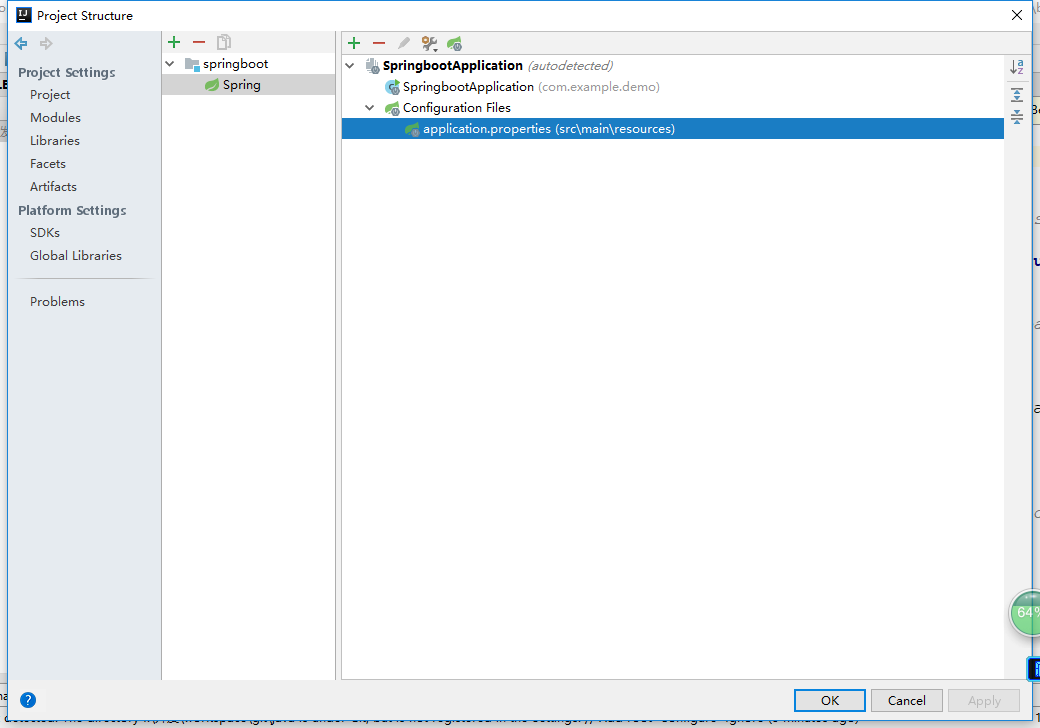 Project Structure
Project Settings
Project
Modules
Libraries
Facets
Artifacts
Platform Settings
SDKs
Global Libraries
Problems
springboot
Spring
SpringbootApplication (autodetected)
SpringbootApplication (com.example.demo)
Configuration Files
application.properties (src\main\resources)
64%
OK
Cancel
Apply